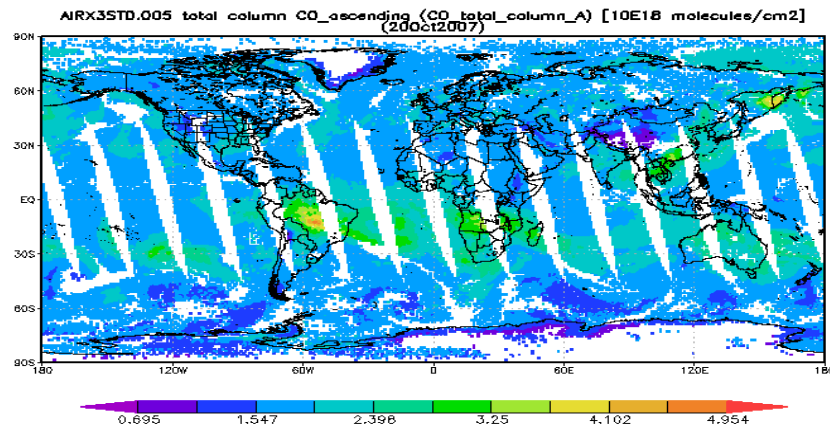 AIRX3STD.005 total column CO_ascending (CO_total_column_A) [10E18 molecules/cm2]
(20Oct2007)
90N
60N
30N
EQ
30S
60S
90S
180 120W 60W 0 60E 120E 180
0.695 1.547 2.398 3.25 4.102 4.954